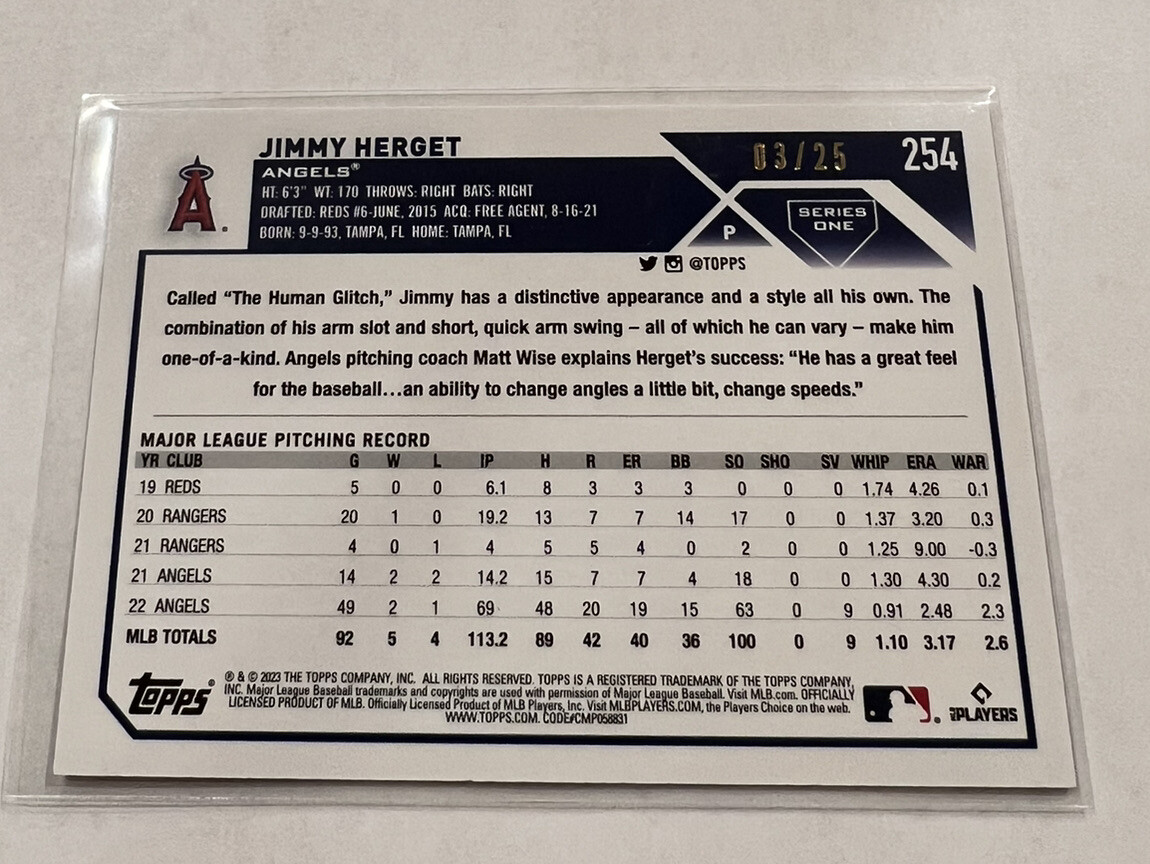 JIMMY HERGET
03/25
254
ANGELS®
HT: 6'3" WT: 170 THROWS: RIGHT BATS: RIGHT
DRAFTED: REDS #6-JUNE, 2015 ACQ: FREE AGENT, 8-16-21
BORN: 9-9-93, TAMPA, FL HOME: TAMPA, FL
A
P
SERIES
ONE
@TOPPS
Called “The Human Glitch,” Jimmy has a distinctive appearance and a style all his own. The
combination of his arm slot and short, quick arm swing – all of which he can vary – make him
one-of-a-kind. Angels pitching coach Matt Wise explains Herget’s success: “He has a great feel
for the baseball...an ability to change angles a little bit, change speeds.”
MAJOR LEAGUE PITCHING RECORD
YR CLUB G W L IP H R ER BB SO SHO SV WHIP ERA WAR
19 REDS 5 0 0 6.1 8 3 3 3 0 0 0 1.74 4.26 0.1
20 RANGERS 20 1 0 19.2 13 7 7 14 17 0 0 1.37 3.20 0.3
21 RANGERS 4 0 1 4 5 5 4 0 2 0 0 1.25 9.00 -0.3
21 ANGELS 14 2 2 14.2 15 7 7 4 18 0 0 1.30 4.30 0.2
22 ANGELS 49 2 1 69 48 20 19 15 63 0 9 0.91 2.48 2.3
MLB TOTALS 92 5 4 113.2 89 42 40 36 100 0 9 1.10 3.17 2.6
Topps®
® & © 2023 THE TOPPS COMPANY, INC. ALL RIGHTS RESERVED. TOPPS IS A REGISTERED TRADEMARK OF THE TOPPS COMPANY,
INC. Major League Baseball trademarks and copyrights are used with permission of Major League Baseball. Visit MLB.com. OFFICIALLY
LICENSED PRODUCT OF MLB. Officially Licensed Product of MLB Players, Inc. Visit MLBPLAYERS.COM, the Players Choice on the web.
WWW.TOPPS.COM. CODE#CMP058831
MLBPLAYERS